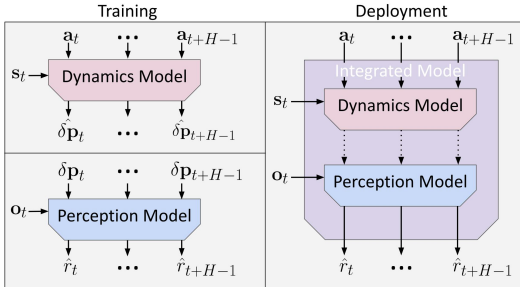 Training
a_t ••• a_{t+H−1}
s_t
Dynamics Model
δp̂_t ••• δp̂_{t+H−1}
δp_t ••• δp_{t+H−1}
o_t
Perception Model
r̂_t ••• r̂_{t+H−1}
Deployment
a_t ••• a_{t+H−1}
Integrated Model
s_t
Dynamics Model
o_t
Perception Model
r̂_t ••• r̂_{t+H−1}